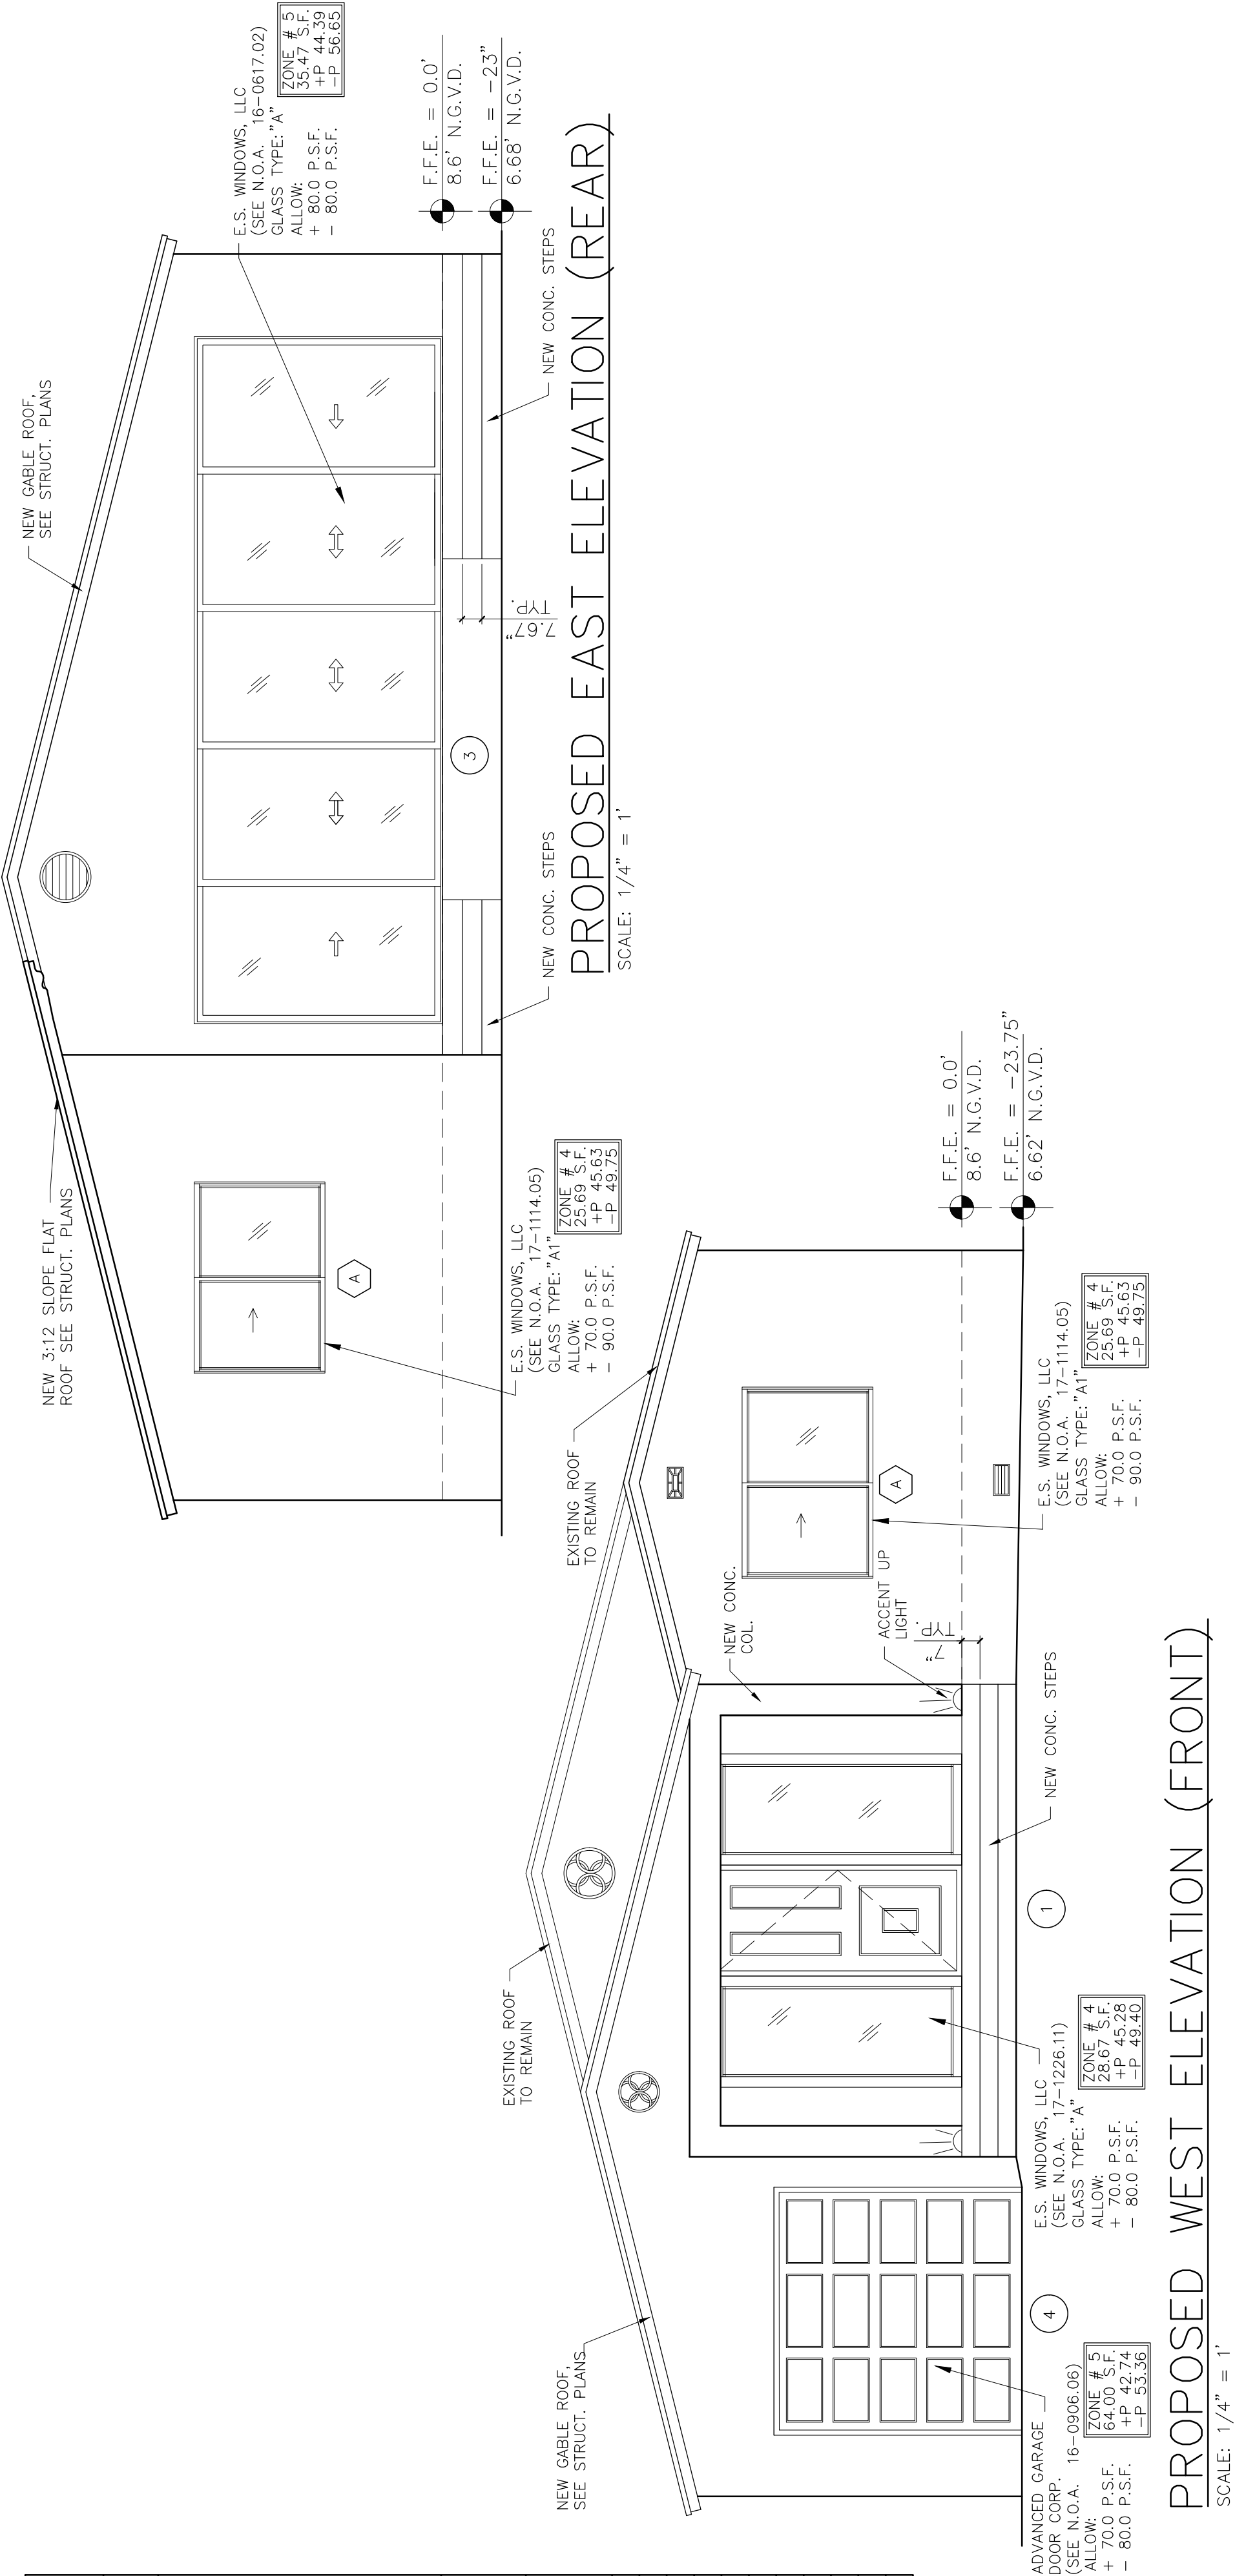 NEW 3:12 SLOPE FLAT
ROOF SEE STRUCT. PLANS
NEW GABLE ROOF,
SEE STRUCT. PLANS
E.S. WINDOWS, LLC
(SEE N.O.A. 16-0617.02)
GLASS TYPE:"A"
ALLOW:
+ 80.0 P.S.F.
- 80.0 P.S.F.
ZONE # 5
35.47 S.F.
+P 44.39
-P 56.65
A
3
E.S. WINDOWS, LLC
(SEE N.O.A. 17-1114.05)
GLASS TYPE:"A1"
ALLOW:
+ 70.0 P.S.F.
- 90.0 P.S.F.
ZONE # 4
25.69 S.F.
+P 45.63
-P 49.75
NEW CONC. STEPS
7.67"
TYP.
NEW CONC. STEPS
F.F.E. = 0.0'
8.6' N.G.V.D.
F.F.E. = -23"
6.68' N.G.V.D.
PROPOSED EAST ELEVATION (REAR)
SCALE: 1/4" = 1'
NEW GABLE ROOF,
SEE STRUCT. PLANS
EXISTING ROOF
TO REMAIN
EXISTING ROOF
TO REMAIN
NEW CONC.
COL.
ACCENT UP
LIGHT
7"
TYP.
A
F.F.E. = 0.0'
8.6' N.G.V.D.
F.F.E. = -23.75"
6.62' N.G.V.D.
4
1
ADVANCED GARAGE
DOOR CORP.
(SEE N.O.A. 16-0906.06)
ALLOW:
+ 70.0 P.S.F.
- 80.0 P.S.F.
ZONE # 5
64.00 S.F.
+P 42.74
-P 53.36
E.S. WINDOWS, LLC
(SEE N.O.A. 17-1226.11)
GLASS TYPE:"A"
ALLOW:
+ 70.0 P.S.F.
- 80.0 P.S.F.
ZONE # 4
28.67 S.F.
+P 45.28
-P 49.40
NEW CONC. STEPS
E.S. WINDOWS, LLC
(SEE N.O.A. 17-1114.05)
GLASS TYPE:"A1"
ALLOW:
+ 70.0 P.S.F.
- 90.0 P.S.F.
ZONE # 4
25.69 S.F.
+P 45.63
-P 49.75
PROPOSED WEST ELEVATION (FRONT)
SCALE: 1/4" = 1'